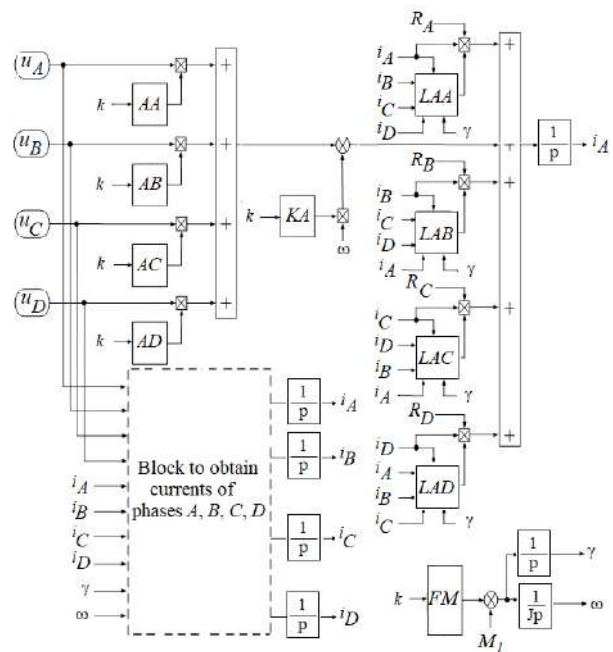 u_A
k
AA
+
u_B
k
AB
+
u_C
k
AC
+
u_D
k
AD
+
k
KA
ω
R_A
i_A
i_B
i_C
i_D
LAA
γ
+
+
1/p
i_A
R_B
i_B
i_C
i_D
i_A
LAB
γ
+
R_C
i_C
i_D
i_B
i_A
LAC
γ
+
R_D
i_D
i_A
i_B
i_C
LAD
γ
+
i_A
i_B
i_C
i_D
γ
ω
Block to obtain
currents of
phases A, B, C, D
1/p
i_A
1/p
i_B
1/p
i_C
1/p
i_D
k
FM
M_1
1/p
γ
1/Jp
ω